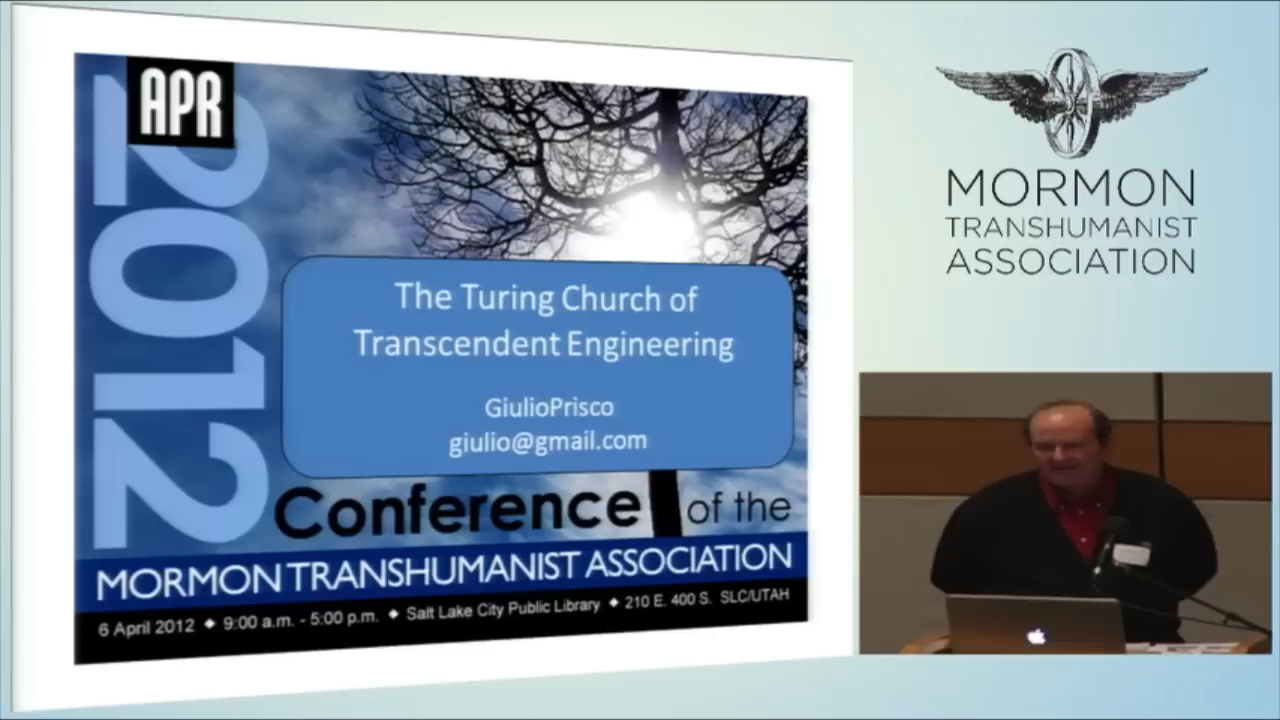 APR
2012
The Turing Church of
Transcendent Engineering
GiulioPrisco
giulio@gmail.com
Conference of the
MORMON TRANSHUMANIST ASSOCIATION
6 April 2012 ◆ 9:00 a.m. - 5:00 p.m. ◆ Salt Lake City Public Library ◆ 210 E. 400 S. SLC/UTAH
MORMON
TRANSHUMANIST
ASSOCIATION